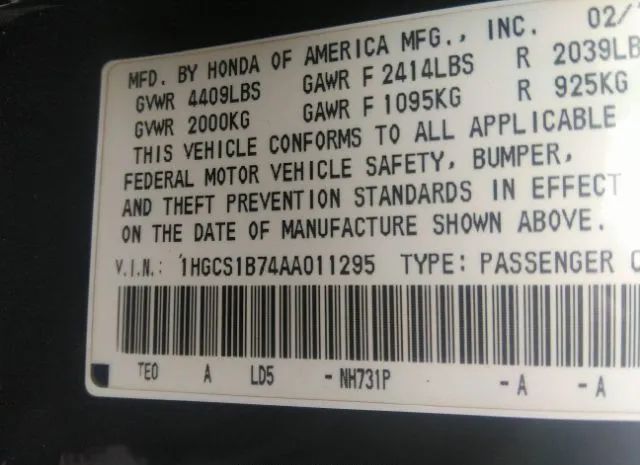 MFD. BY HONDA OF AMERICA MFG., INC. 02/
GVWR 4409LBS GAWR F 2414LBS R 2039LB
GVWR 2000KG GAWR F 1095KG R 925KG
THIS VEHICLE CONFORMS TO ALL APPLICABLE
FEDERAL MOTOR VEHICLE SAFETY, BUMPER,
AND THEFT PREVENTION STANDARDS IN EFFECT
ON THE DATE OF MANUFACTURE SHOWN ABOVE.
V.I.N.: 1HGCS1B74AA011295 TYPE: PASSENGER C
TE0 A LD5 - NH731P - A - A